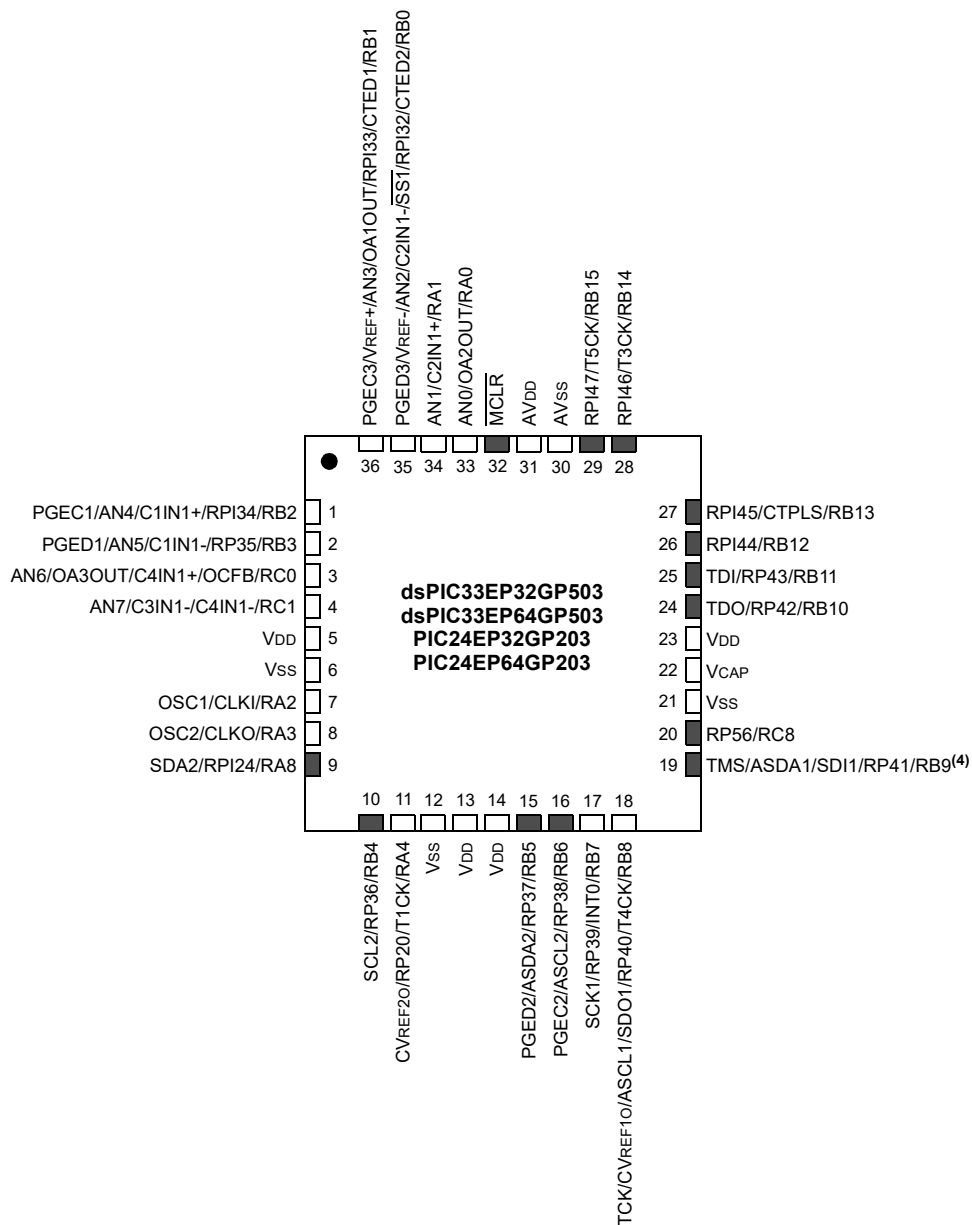 PGEC3/VREF+/AN3/OA1OUT/RPI33/CTED1/RB1
PGED3/VREF-/AN2/C2IN1-/SS1/RPI32/CTED2/RB0
AN1/C2IN1+/RA1
AN0/OA2OUT/RA0
MCLR
AVDD
AVSS
RPI47/T5CK/RB15
RPI46/T3CK/RB14
36 35 34 33 32 31 30 29 28
PGEC1/AN4/C1IN1+/RPI34/RB2 1
PGED1/AN5/C1IN1-/RP35/RB3 2
AN6/OA3OUT/C4IN1+/OCFB/RC0 3
AN7/C3IN1-/C4IN1-/RC1 4
VDD 5
VSS 6
OSC1/CLKI/RA2 7
OSC2/CLKO/RA3 8
SDA2/RPI24/RA8 9
dsPIC33EP32GP503
dsPIC33EP64GP503
PIC24EP32GP203
PIC24EP64GP203
27 RPI45/CTPLS/RB13
26 RPI44/RB12
25 TDI/RP43/RB11
24 TDO/RP42/RB10
23 VDD
22 VCAP
21 VSS
20 RP56/RC8
19 TMS/ASDA1/SDI1/RP41/RB9(4)
10 11 12 13 14 15 16 17 18
SCL2/RP36/RB4
CVREF2O/RP20/T1CK/RA4
VSS
VDD
VDD
PGED2/ASDA2/RP37/RB5
PGEC2/ASCL2/RP38/RB6
SCK1/RP39/INT0/RB7
TCK/CVREF1O/ASCL1/SDO1/RP40/T4CK/RB8